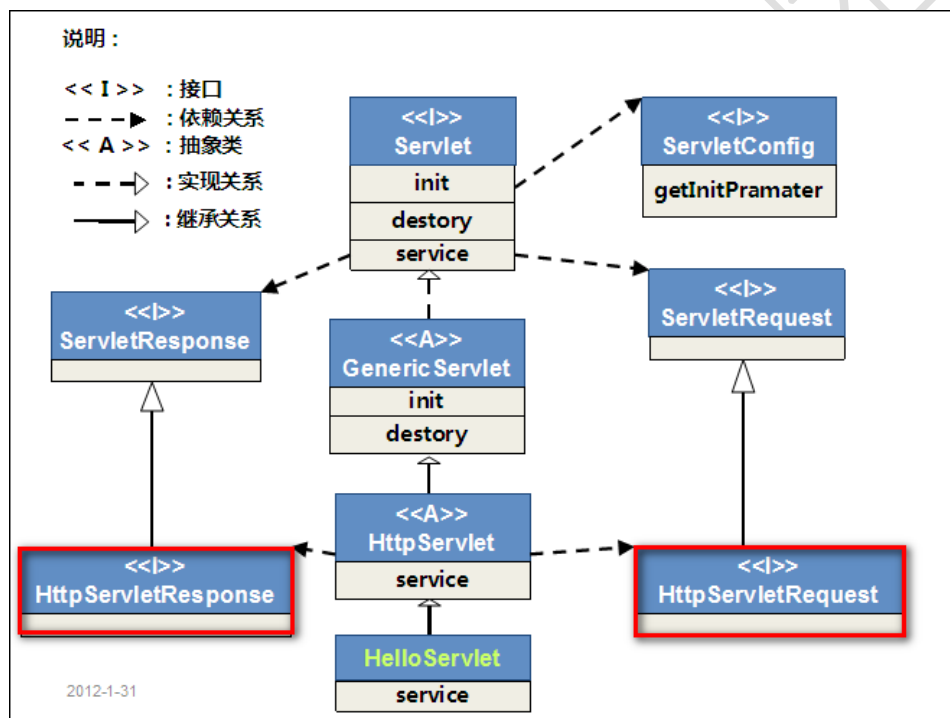 说明：
<< I >> ：接口
：依赖关系
<< A >> ：抽象类
：实现关系
：继承关系
<<I>>
Servlet
init
destory
service
<<I>>
ServletConfig
getInitPramater
<<I>>
ServletResponse
<<I>>
ServletRequest
<<A>>
GenericServlet
init
destory
<<A>>
HttpServlet
service
<<I>>
HttpServletResponse
<<I>>
HttpServletRequest
HelloServlet
service
2012-1-31